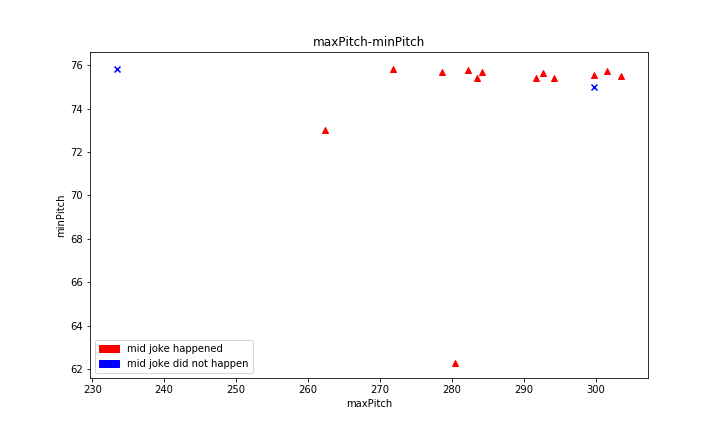 maxPitch-minPitch
76
74
72
70
68
66
64
62
minPitch
mid joke happened
mid joke did not happen
230 240 250 260 270 280 290 300
maxPitch